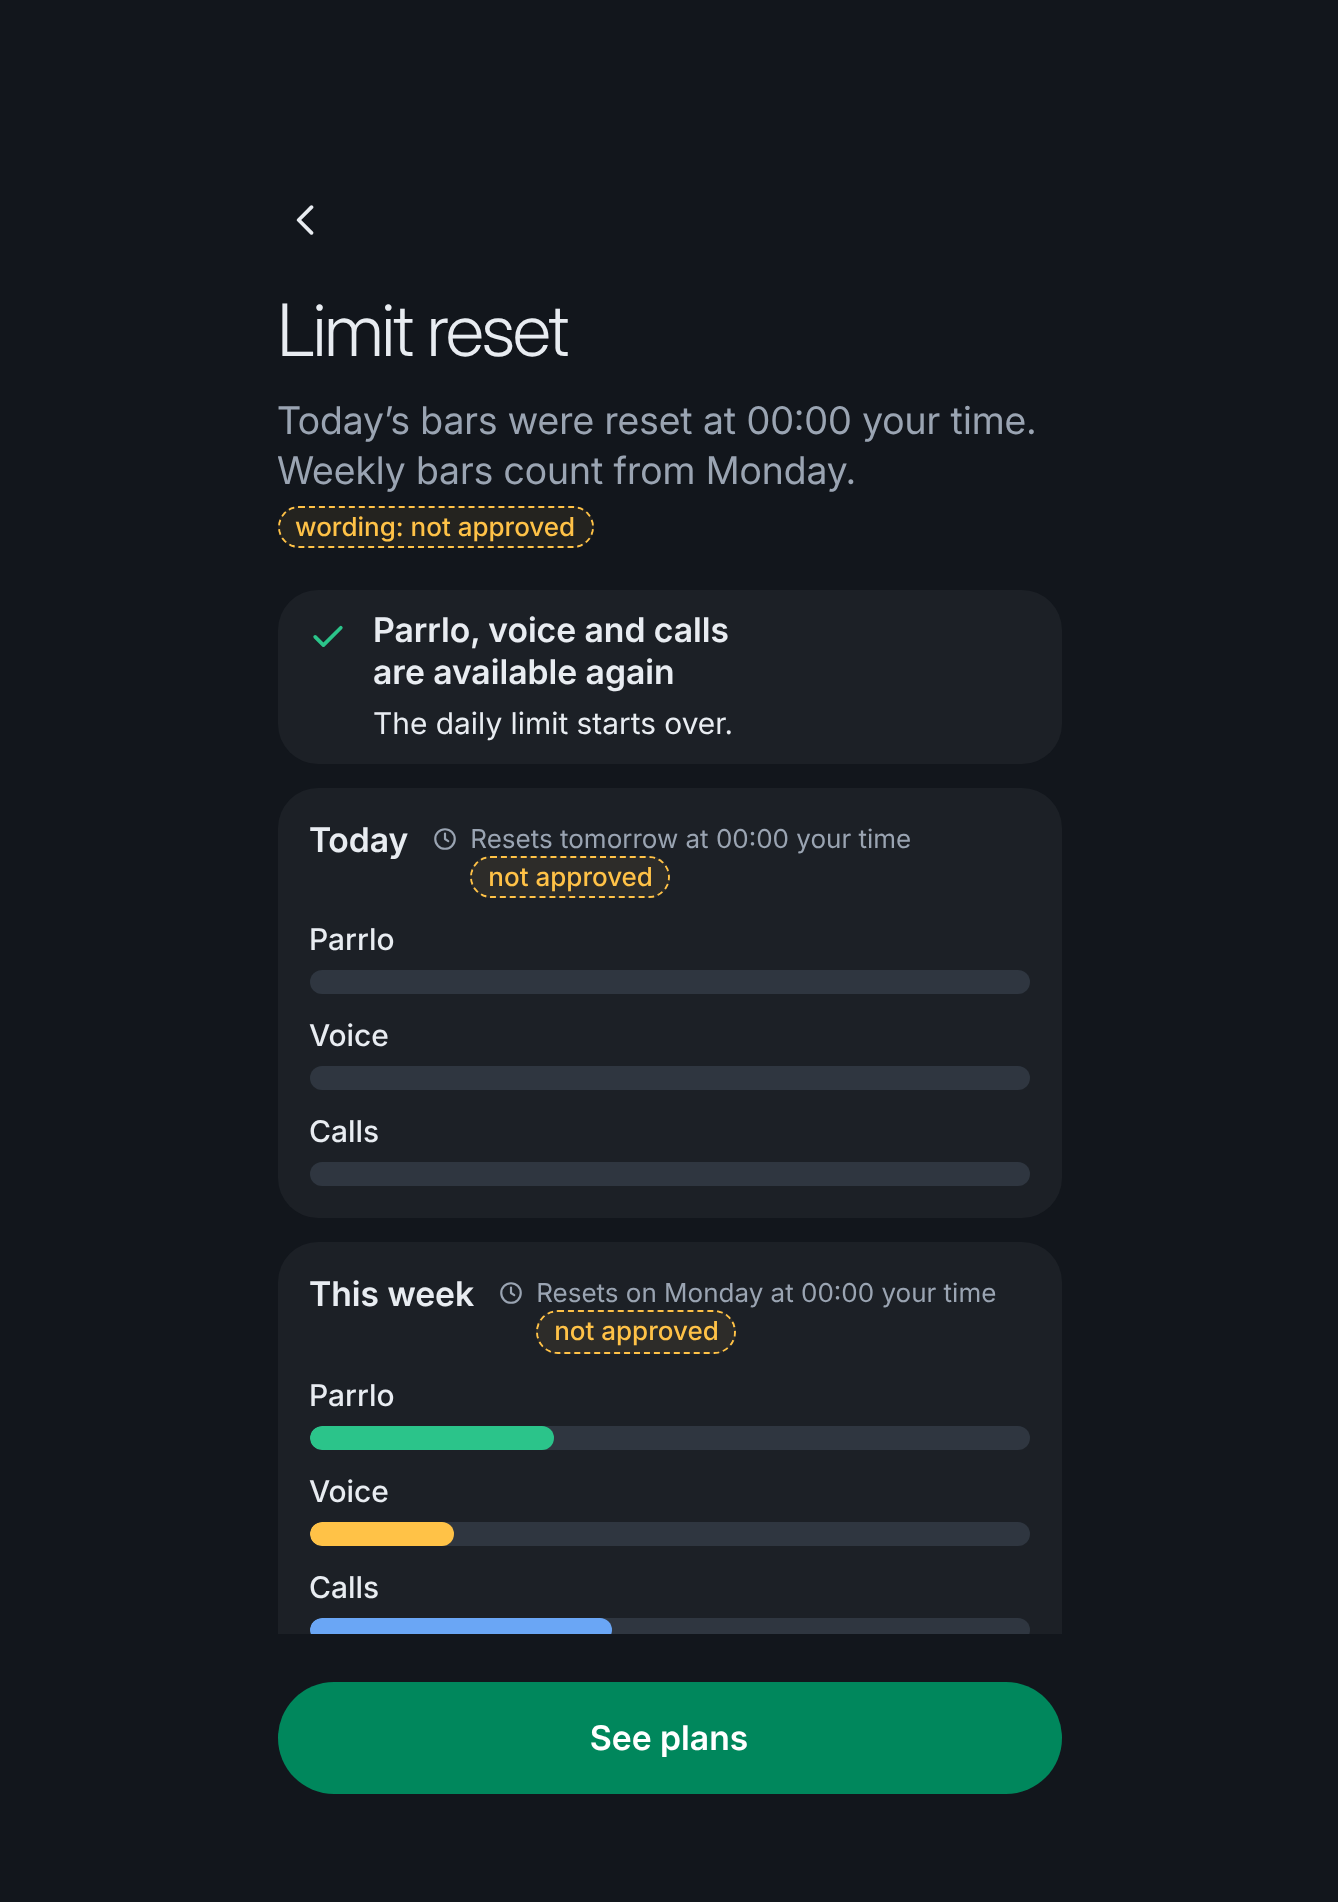 Limit reset
Today’s bars were reset at 00:00 your time.
Weekly bars count from Monday.
wording: not approved
Parrlo, voice and calls
are available again
The daily limit starts over.
Today
Resets tomorrow at 00:00 your time
not approved
Parrlo
Voice
Calls
This week
Resets on Monday at 00:00 your time
not approved
Parrlo
Voice
Calls
See plans